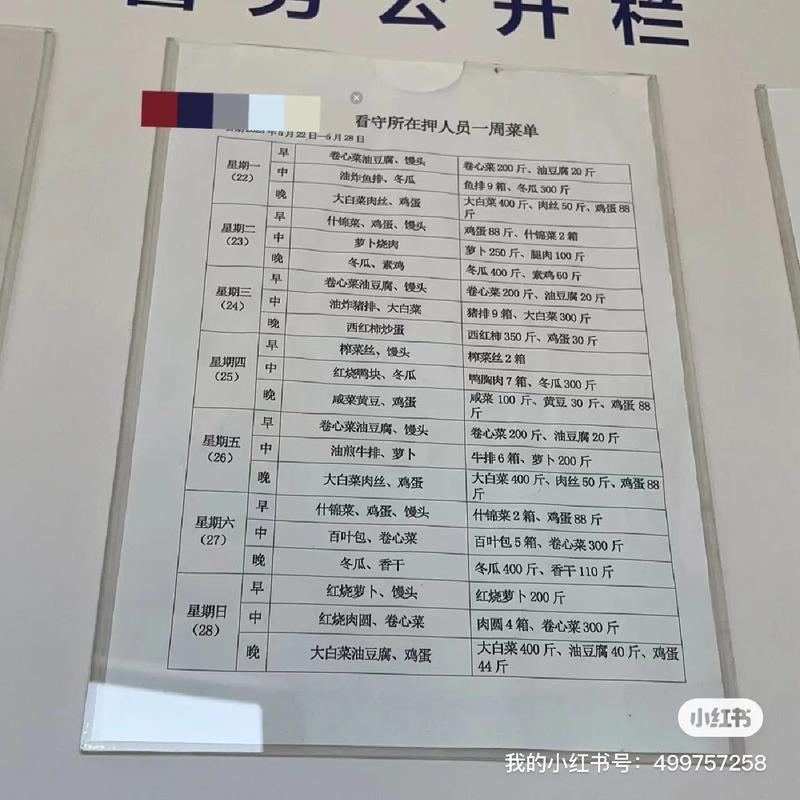 务公开栏
看守所在押人员一周菜单
年5月22日—5月28日
星期一（22） 早 卷心菜油豆腐、馒头 卷心菜200斤、油豆腐20斤
中 油炸鱼排、冬瓜 鱼排9箱、冬瓜300斤
晚 大白菜肉丝、鸡蛋 大白菜400斤、肉丝50斤、鸡蛋88斤
星期二（23） 早 什锦菜、鸡蛋、馒头 鸡蛋88斤、什锦菜2箱
中 萝卜烧肉 萝卜250斤、腿肉100斤
晚 冬瓜、素鸡 冬瓜400斤、素鸡60斤
星期三（24） 早 卷心菜油豆腐、馒头 卷心菜200斤、油豆腐20斤
中 油炸猪排、大白菜 猪排9箱、大白菜300斤
晚 西红柿炒蛋 西红柿350斤、鸡蛋30斤
星期四（25） 早 榨菜丝、馒头 榨菜丝2箱
中 红烧鸭块、冬瓜 鸭胸肉7箱、冬瓜300斤
晚 咸菜黄豆、鸡蛋 咸菜100斤、黄豆30斤、鸡蛋88斤
星期五（26） 早 卷心菜油豆腐、馒头 卷心菜200斤、油豆腐20斤
中 油煎牛排、萝卜 牛排6箱、萝卜200斤
晚 大白菜肉丝、鸡蛋 大白菜400斤、肉丝50斤、鸡蛋88斤
星期六（27） 早 什锦菜、鸡蛋、馒头 什锦菜2箱、鸡蛋88斤
中 百叶包、卷心菜 百叶包5箱、卷心菜300斤
晚 冬瓜、香干 冬瓜400斤、香干110斤
星期日（28） 早 红烧萝卜、馒头 红烧萝卜200斤
中 红烧肉圆、卷心菜 肉圆4箱、卷心菜300斤
晚 大白菜油豆腐、鸡蛋 大白菜400斤、油豆腐40斤、鸡蛋44斤
小红书
我的小红书号：499757258